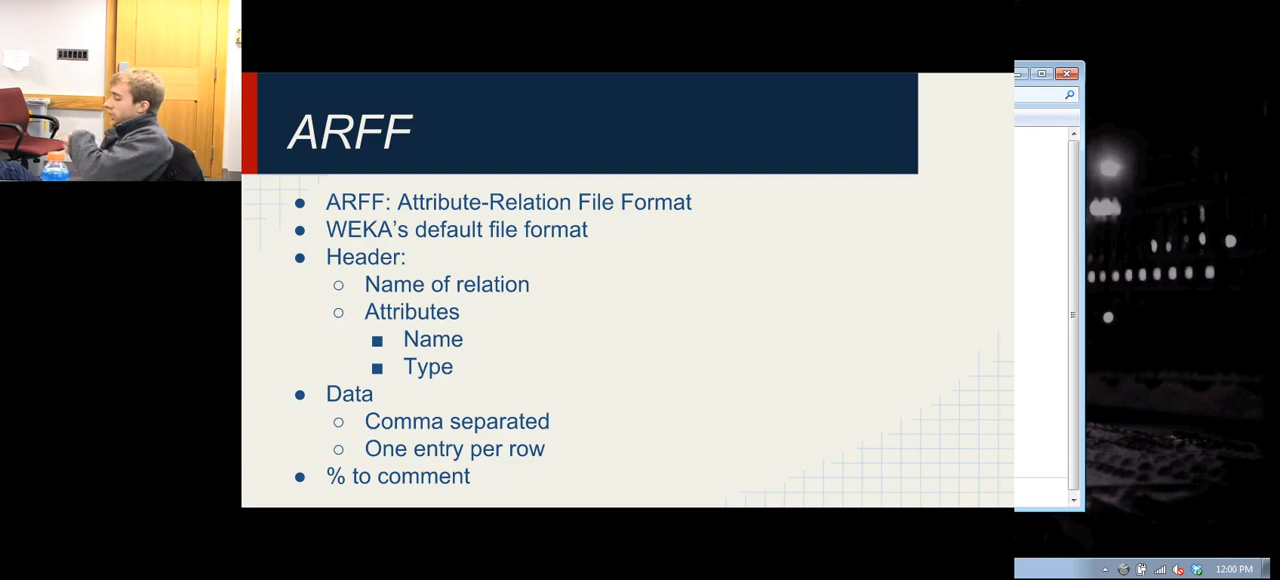 ARFF
● ARFF: Attribute-Relation File Format
● WEKA's default file format
● Header:
○ Name of relation
○ Attributes
■ Name
■ Type
● Data
○ Comma separated
○ One entry per row
● % to comment
12:00 PM